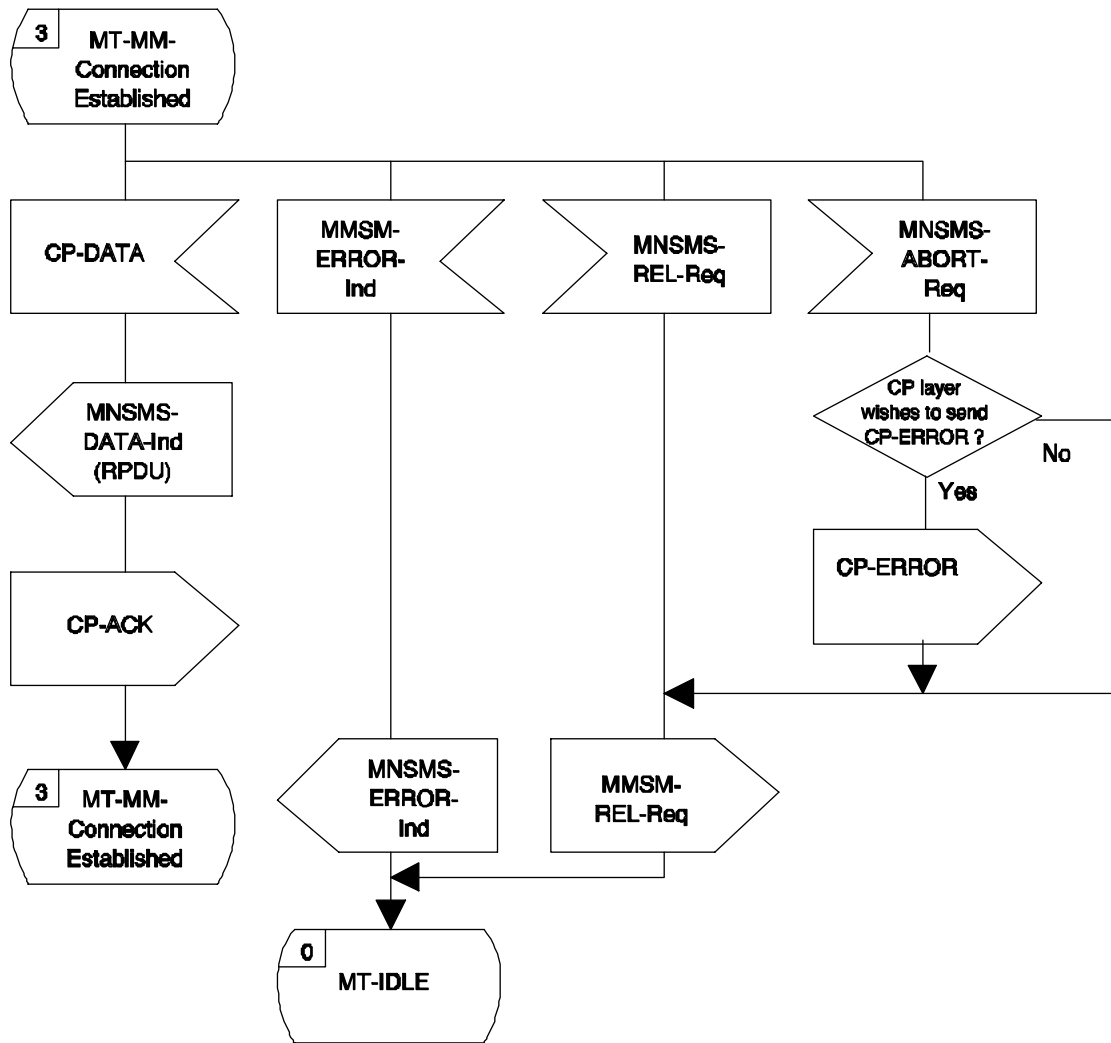 3
MT-MM-
Connection
Established
CP-DATA
MMSM-
ERROR-
Ind
MNSMS-
REL-Req
MNSMS-
ABORT-
Req
MNSMS-
DATA-Ind
(RPDU)
CP layer
wishes to send
CP-ERROR ?
No
Yes
CP-ACK
CP-ERROR
3
MT-MM-
Connection
Established
MNSMS-
ERROR-
Ind
MMSM-
REL-Req
0
MT-IDLE